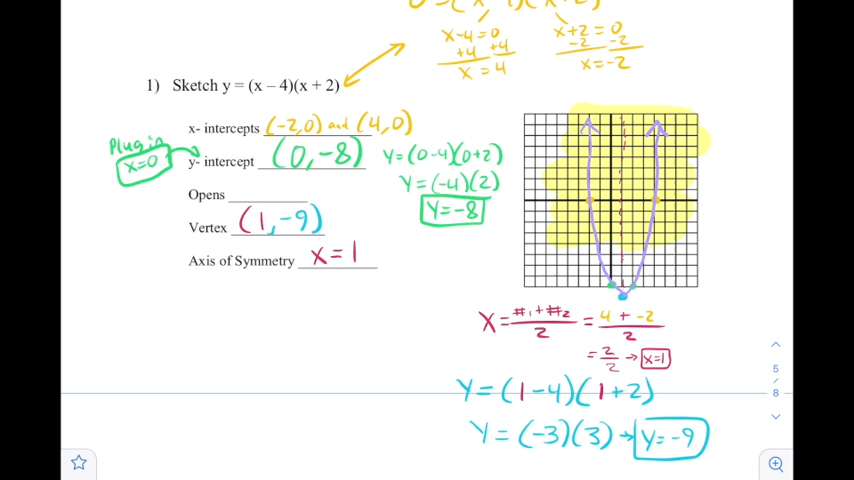 0 = (x-4)(x+2)
x-4=0
+4 +4
x = 4
x+2=0
-2 -2
x=-2
1) Sketch y = (x – 4)(x + 2)
x- intercepts (-2,0) and (4,0)
Plug in
x=0
y- intercept (0,-8)
y=(0-4)(0+2)
y=(-4)(2)
y=-8
Opens
Vertex (1,-9)
Axis of Symmetry x=1
x = #1 + #2 / 2 = 4 + -2 / 2
= 2/2 → x=1
y=(1-4)(1+2)
y=(-3)(3) → y=-9
5
/
8